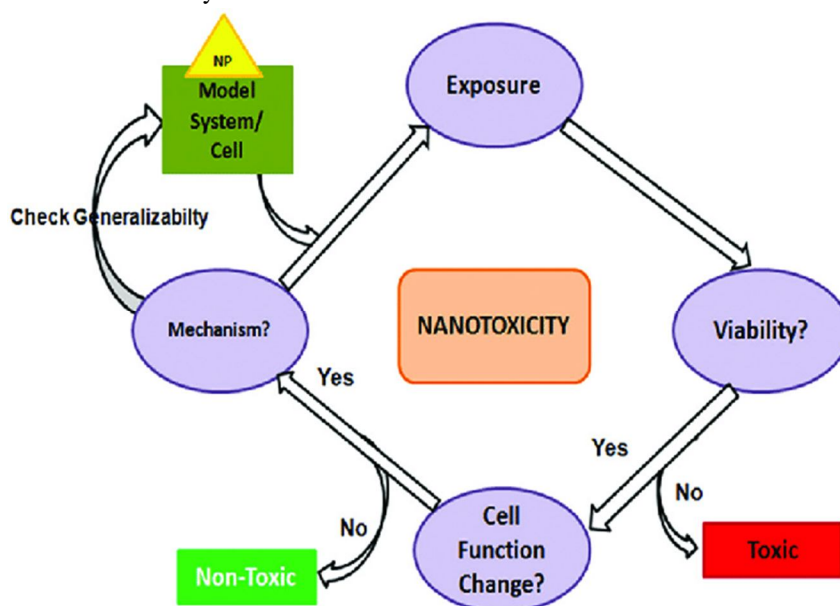 NP
Model
System/
Cell
Exposure
Check Generalizabilty
Mechanism?
NANOTOXICITY
Viability?
Yes
Yes
No
No
Cell
Function
Change?
Non-Toxic
Toxic